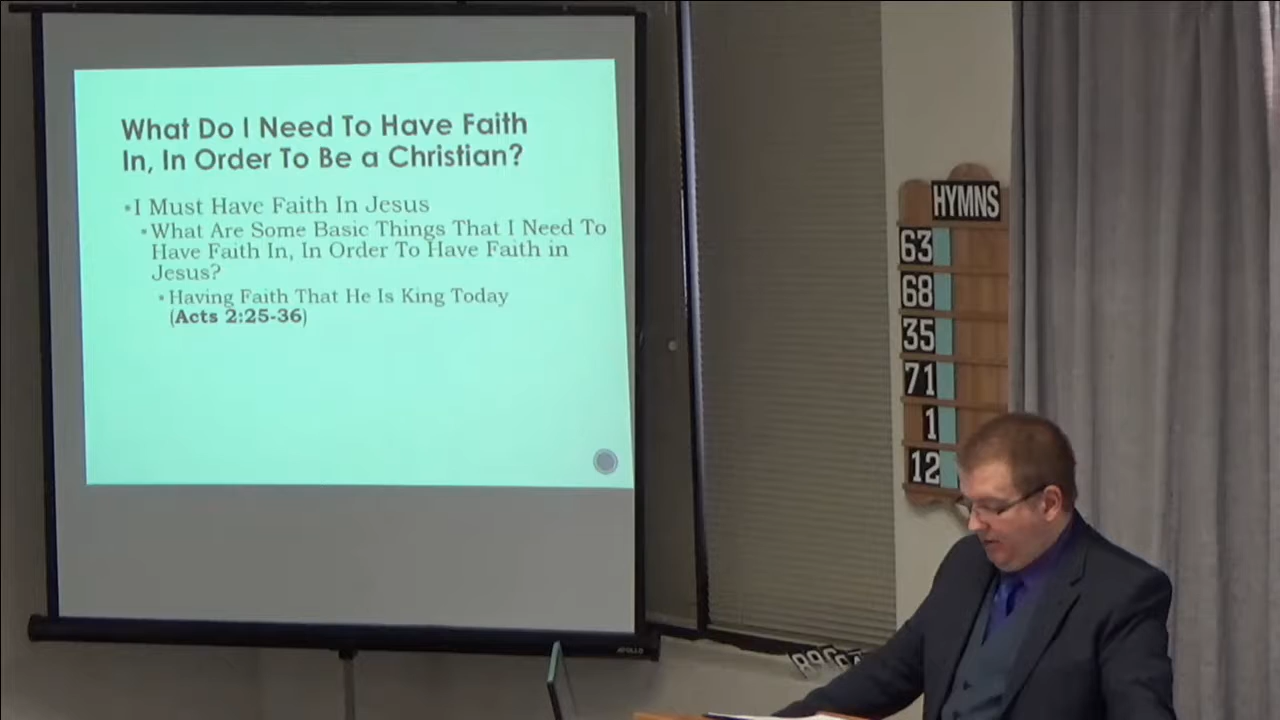 What Do I Need To Have Faith
In, In Order To Be a Christian?
▪I Must Have Faith In Jesus
▪What Are Some Basic Things That I Need To
Have Faith In, In Order To Have Faith in
Jesus?
▪Having Faith That He Is King Today
(Acts 2:25-36)
APOLLO
HYMNS
63
68
35
71
1
12